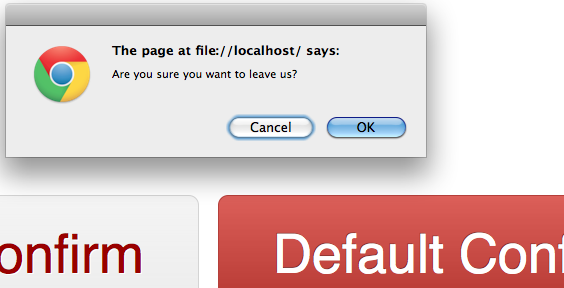 The page at file://localhost/ says:
Are you sure you want to leave us?
Cancel OK
onfirm Default Conf